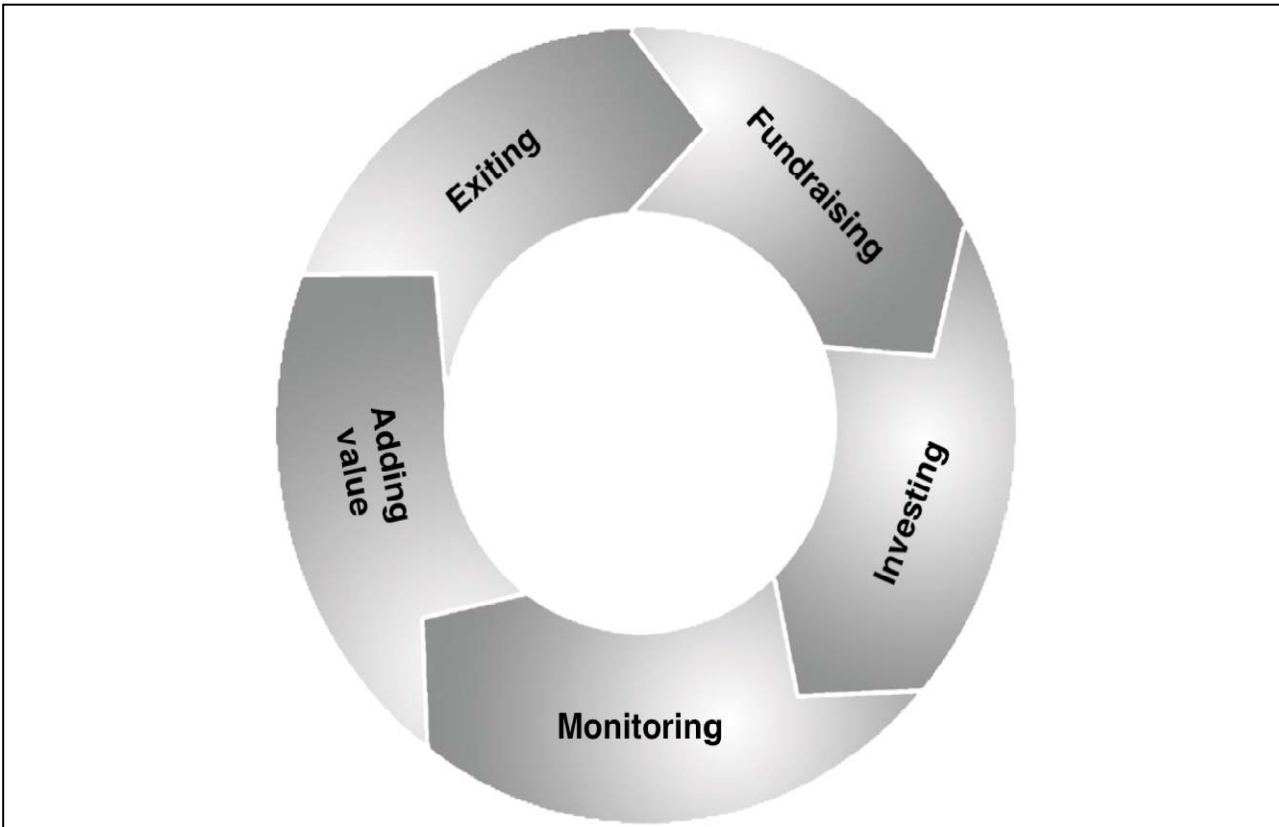 Exiting
Fundraising
Investing
Monitoring
Adding
value